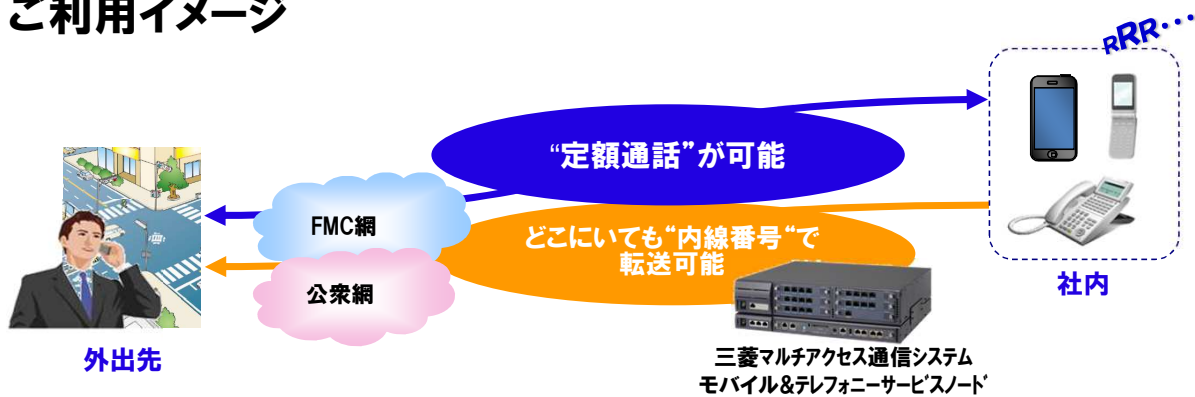 ご利用イメージ
RRR・・・
“定額通話”が可能
FMC網
どこにいても“内線番号“で
転送可能
公衆網
社内
外出先
三菱マルチアクセス通信システム
モバイル&テレフォニーサービスノード